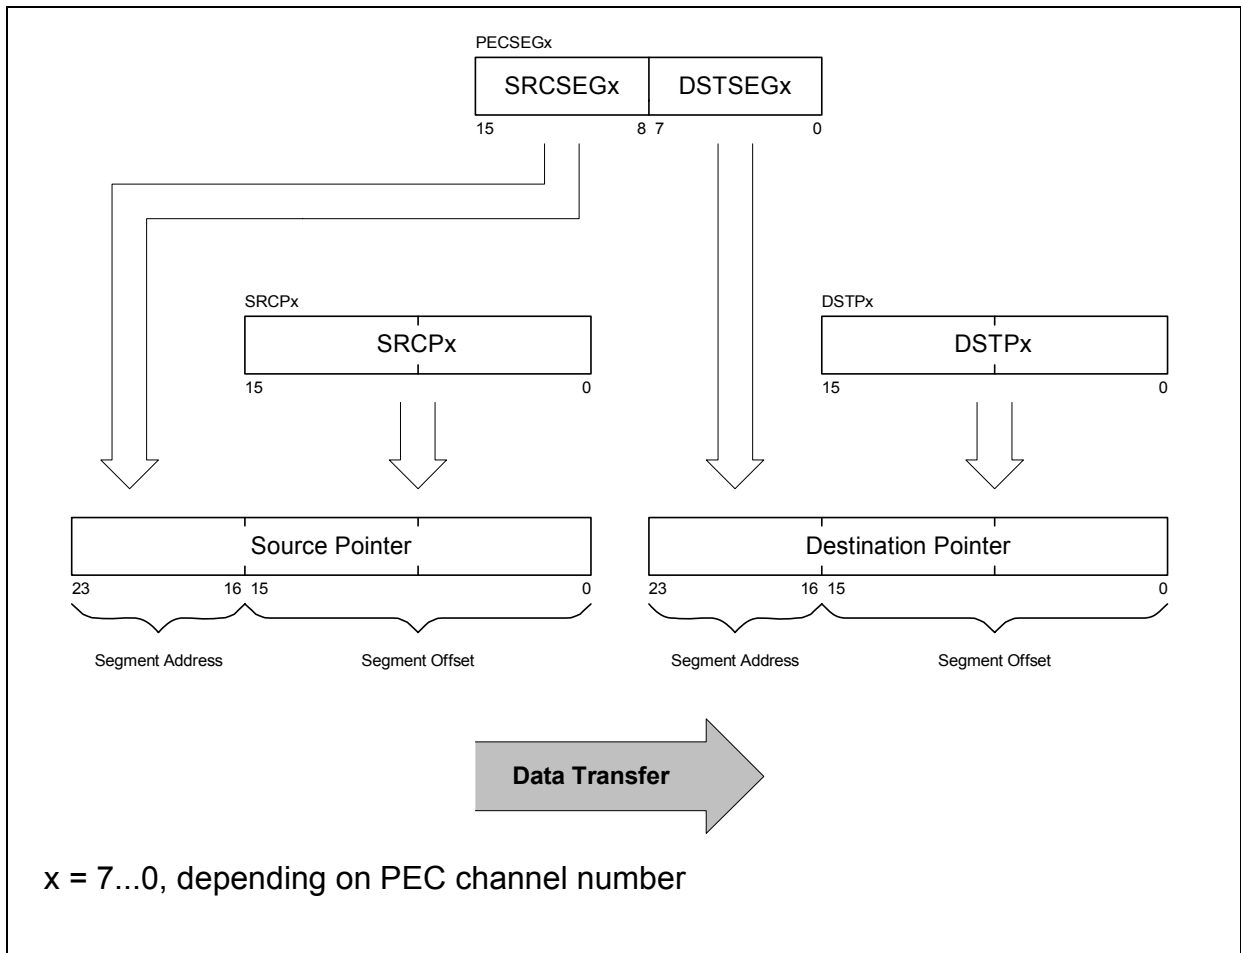 PECSEGx
SRCSEGx DSTSEGx
15 8 7 0
SRCPx DSTPx
SRCPx DSTPx
15 0 15 0
Source Pointer Destination Pointer
23 16 15 0 23 16 15 0
Segment Address Segment Offset Segment Address Segment Offset
Data Transfer
x = 7...0, depending on PEC channel number